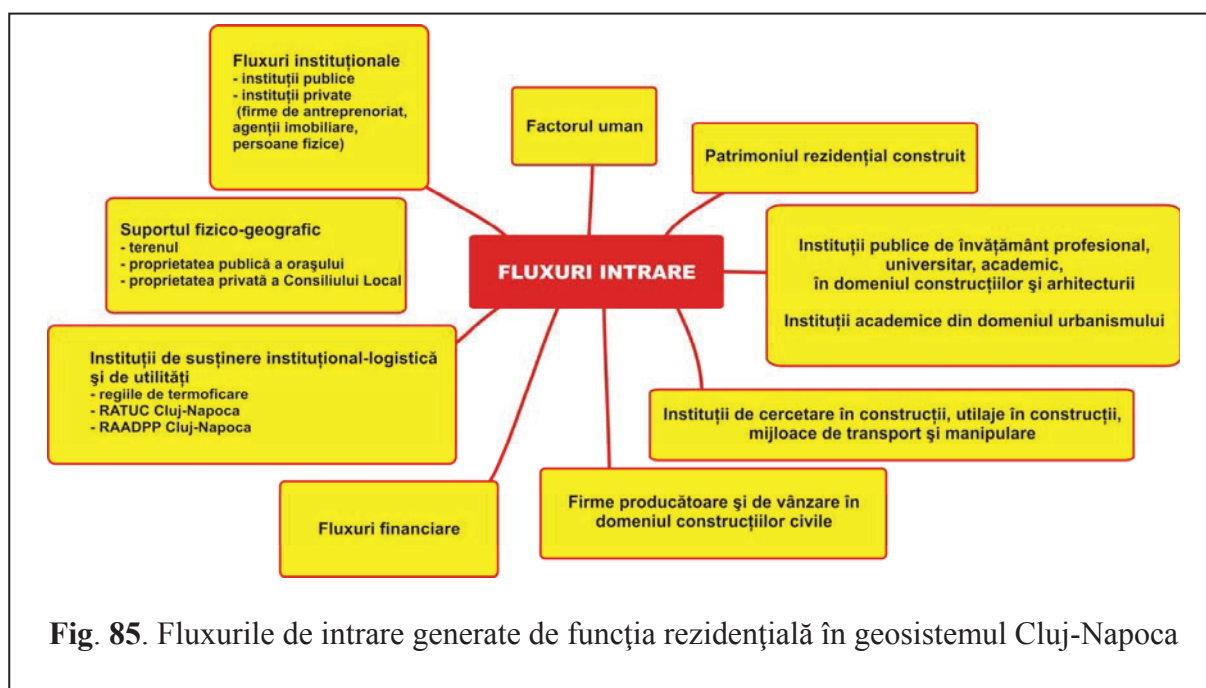 Fluxuri instituționale
- instituții publice
- instituții private
(firme de antreprenoriat,
agenții imobiliare,
persoane fizice)
Factorul uman
Patrimoniul rezidențial construit
Suportul fizico-geografic
- terenul
- proprietatea publică a orașului
- proprietatea privată a Consiliului Local
FLUXURI INTRARE
Instituții publice de învățământ profesional,
universitar, academic,
în domeniul construcțiilor și arhitecturii
Instituții academice din domeniul urbanismului
Instituții de susținere instituțional-logistică
și de utilități
- regiile de termoficare
- RATUC Cluj-Napoca
- RAADPP Cluj-Napoca
Instituții de cercetare în construcții, utilaje în construcții,
mijloace de transport și manipulare
Fluxuri financiare
Firme producătoare și de vânzare în
domeniul construcțiilor civile
Fig. 85. Fluxurile de intrare generate de funcţia rezidenţială în geosistemul Cluj-Napoca